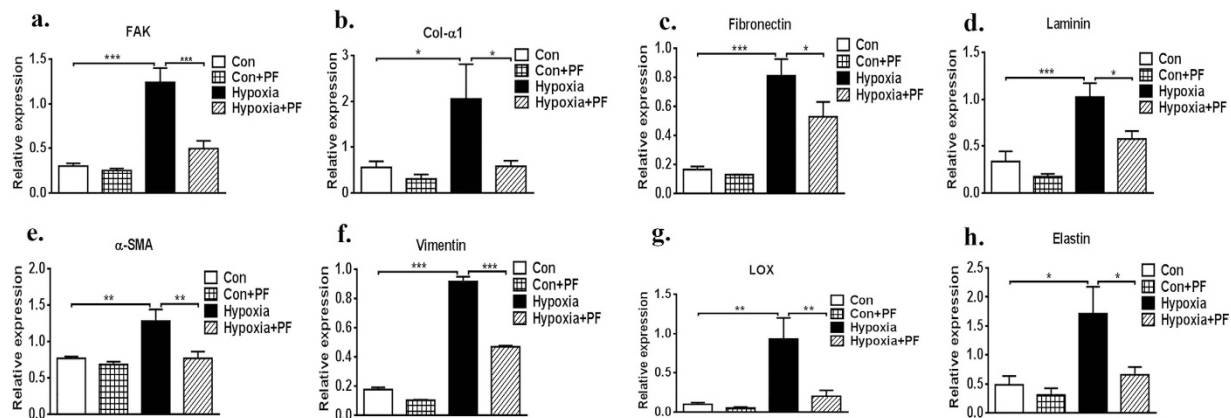 a.
FAK
Relative expression
1.5
1.0
0.5
0.0
***
***
Con
Con+PF
Hypoxia
Hypoxia+PF
b.
Col-α1
Relative expression
3
2
1
0
*
*
Con
Con+PF
Hypoxia
Hypoxia+PF
c.
Fibronectin
Relative expression
1.0
0.8
0.6
0.4
0.2
0.0
***
*
Con
Con+PF
Hypoxia
Hypoxia+PF
d.
Laminin
Relative expression
1.5
1.0
0.5
0.0
***
*
Con
Con+PF
Hypoxia
Hypoxia+PF
e.
α-SMA
Relative expression
2.0
1.5
1.0
0.5
0.0
**
**
Con
Con+PF
Hypoxia
Hypoxia+PF
f.
Vimentin
Relative expression
1.0
0.8
0.6
0.4
0.2
0.0
***
***
Con
Con+PF
Hypoxia
Hypoxia+PF
g.
LOX
Relative expression
1.5
1.0
0.5
0.0
**
**
Con
Con+PF
Hypoxia
Hypoxia+PF
h.
Elastin
Relative expression
2.5
2.0
1.5
1.0
0.5
0.0
*
*
Con
Con+PF
Hypoxia
Hypoxia+PF